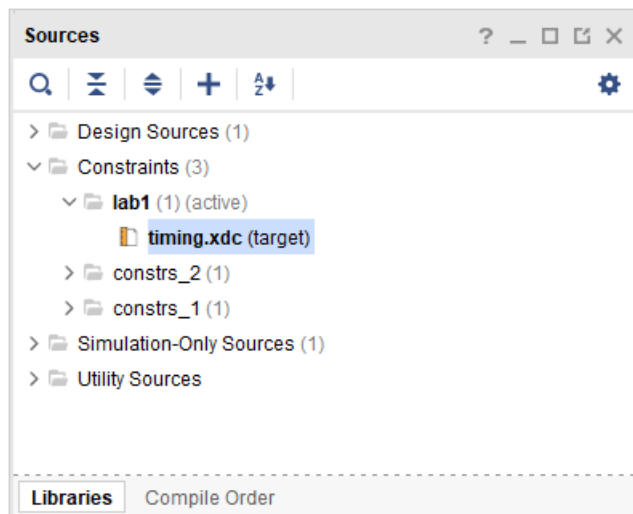 Sources
Design Sources (1)
Constraints (3)
lab1 (1) (active)
timing.xdc (target)
constrs_2 (1)
constrs_1 (1)
Simulation-Only Sources (1)
Utility Sources
Libraries Compile Order